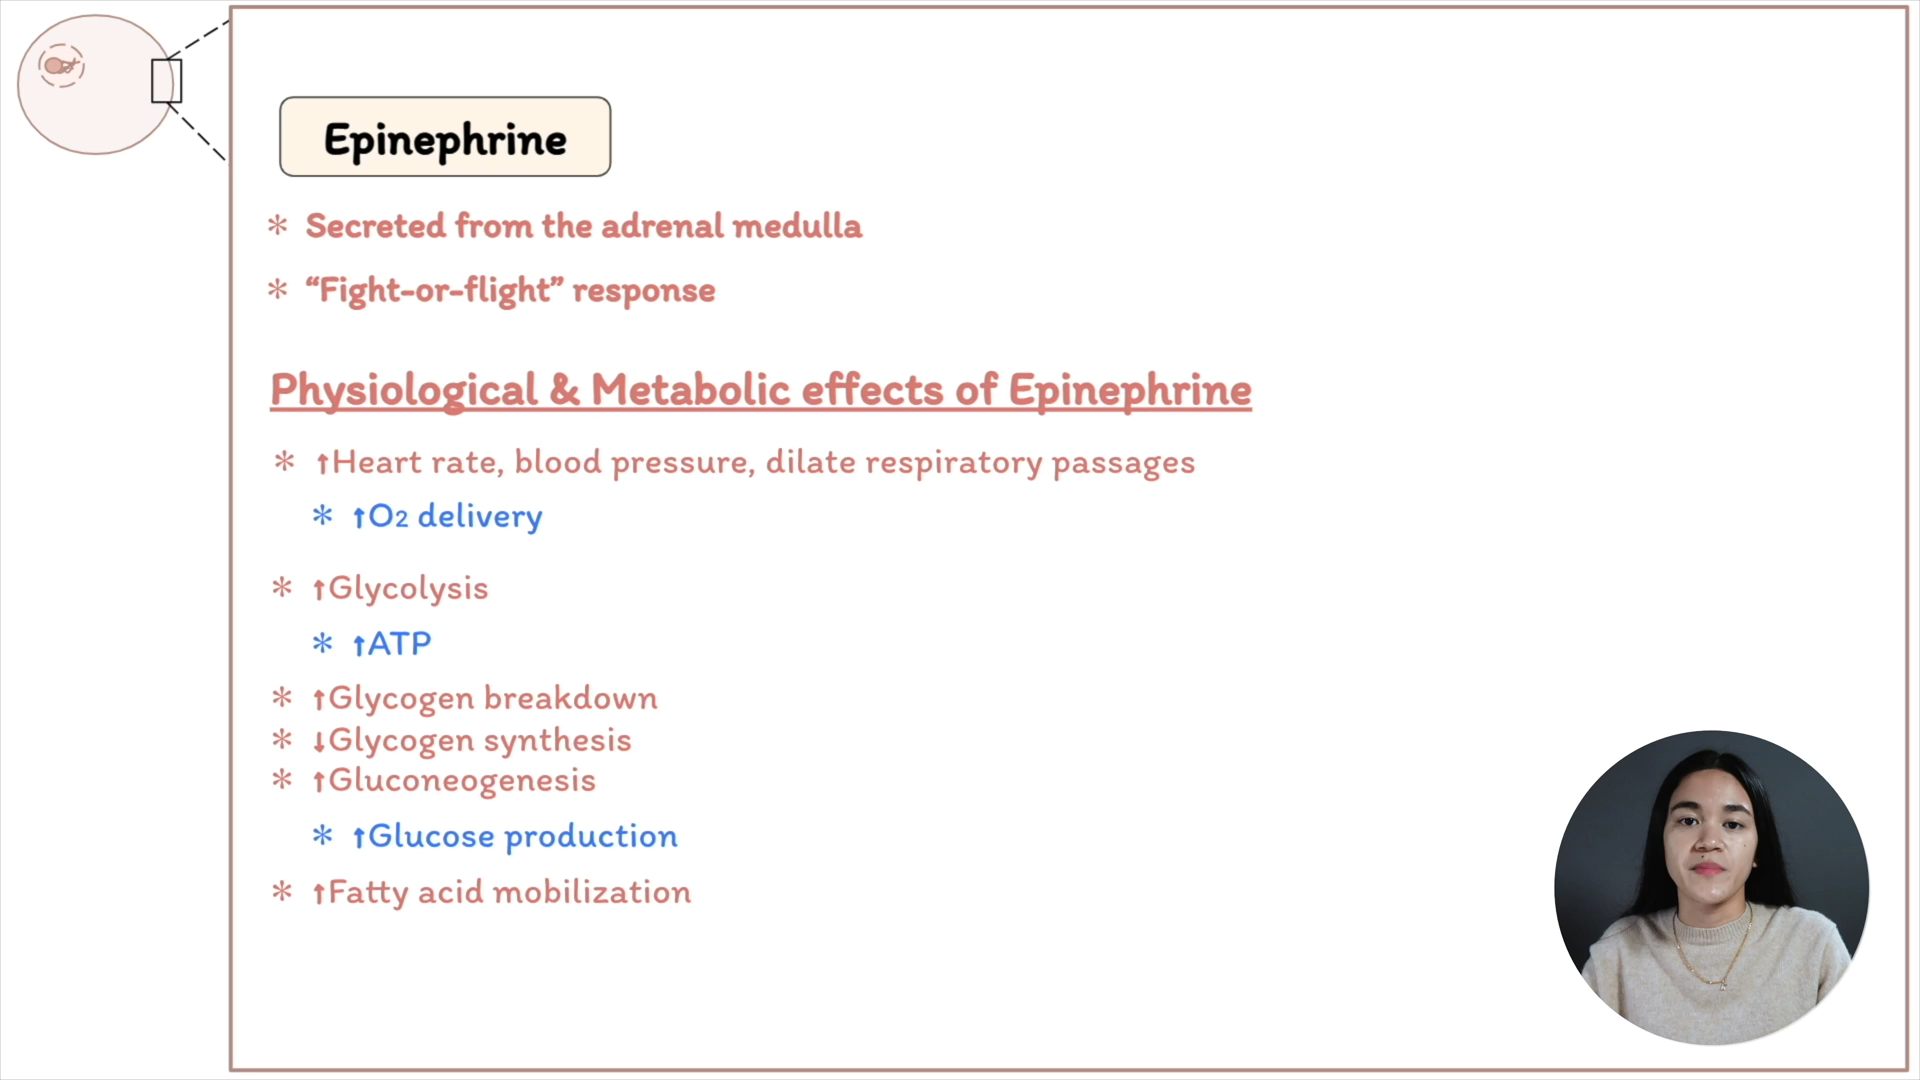 Epinephrine
* Secreted from the adrenal medulla
* “Fight-or-flight” response
Physiological & Metabolic effects of Epinephrine
* ↑Heart rate, blood pressure, dilate respiratory passages
* ↑O2 delivery
* ↑Glycolysis
* ↑ATP
* ↑Glycogen breakdown
* ↓Glycogen synthesis
* ↑Gluconeogenesis
* ↑Glucose production
* ↑Fatty acid mobilization